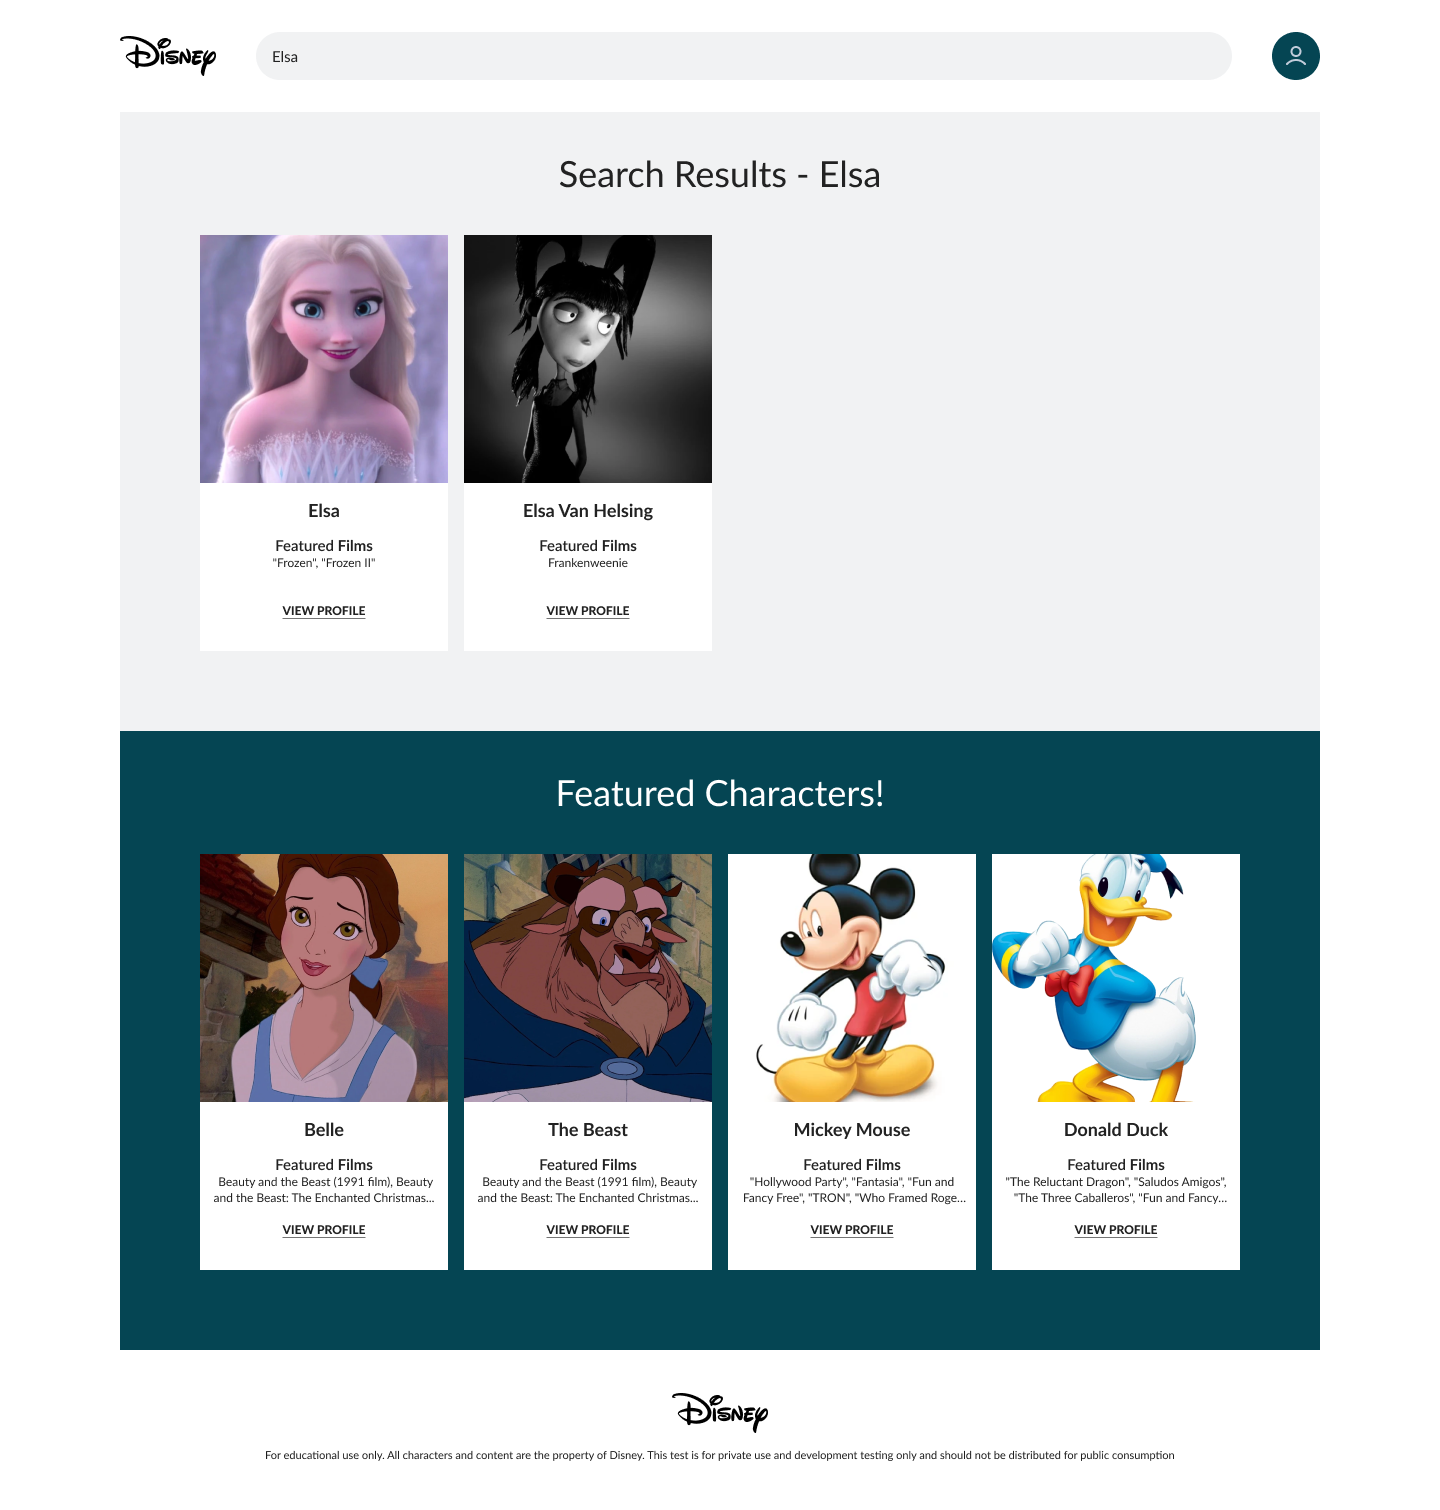 Disney
Elsa
Search Results - Elsa
Elsa
Featured Films
"Frozen", "Frozen II"
VIEW PROFILE
Elsa Van Helsing
Featured Films
Frankenweenie
VIEW PROFILE
Featured Characters!
Belle
Featured Films
Beauty and the Beast (1991 film), Beauty
and the Beast: The Enchanted Christmas...
VIEW PROFILE
The Beast
Featured Films
Beauty and the Beast (1991 film), Beauty
and the Beast: The Enchanted Christmas...
VIEW PROFILE
Mickey Mouse
Featured Films
"Hollywood Party", "Fantasia", "Fun and
Fancy Free", "TRON", "Who Framed Roge...
VIEW PROFILE
Donald Duck
Featured Films
"The Reluctant Dragon", "Saludos Amigos",
"The Three Caballeros", "Fun and Fancy...
VIEW PROFILE
Disney
For educational use only. All characters and content are the property of Disney. This test is for private use and development testing only and should not be distributed for public consumption